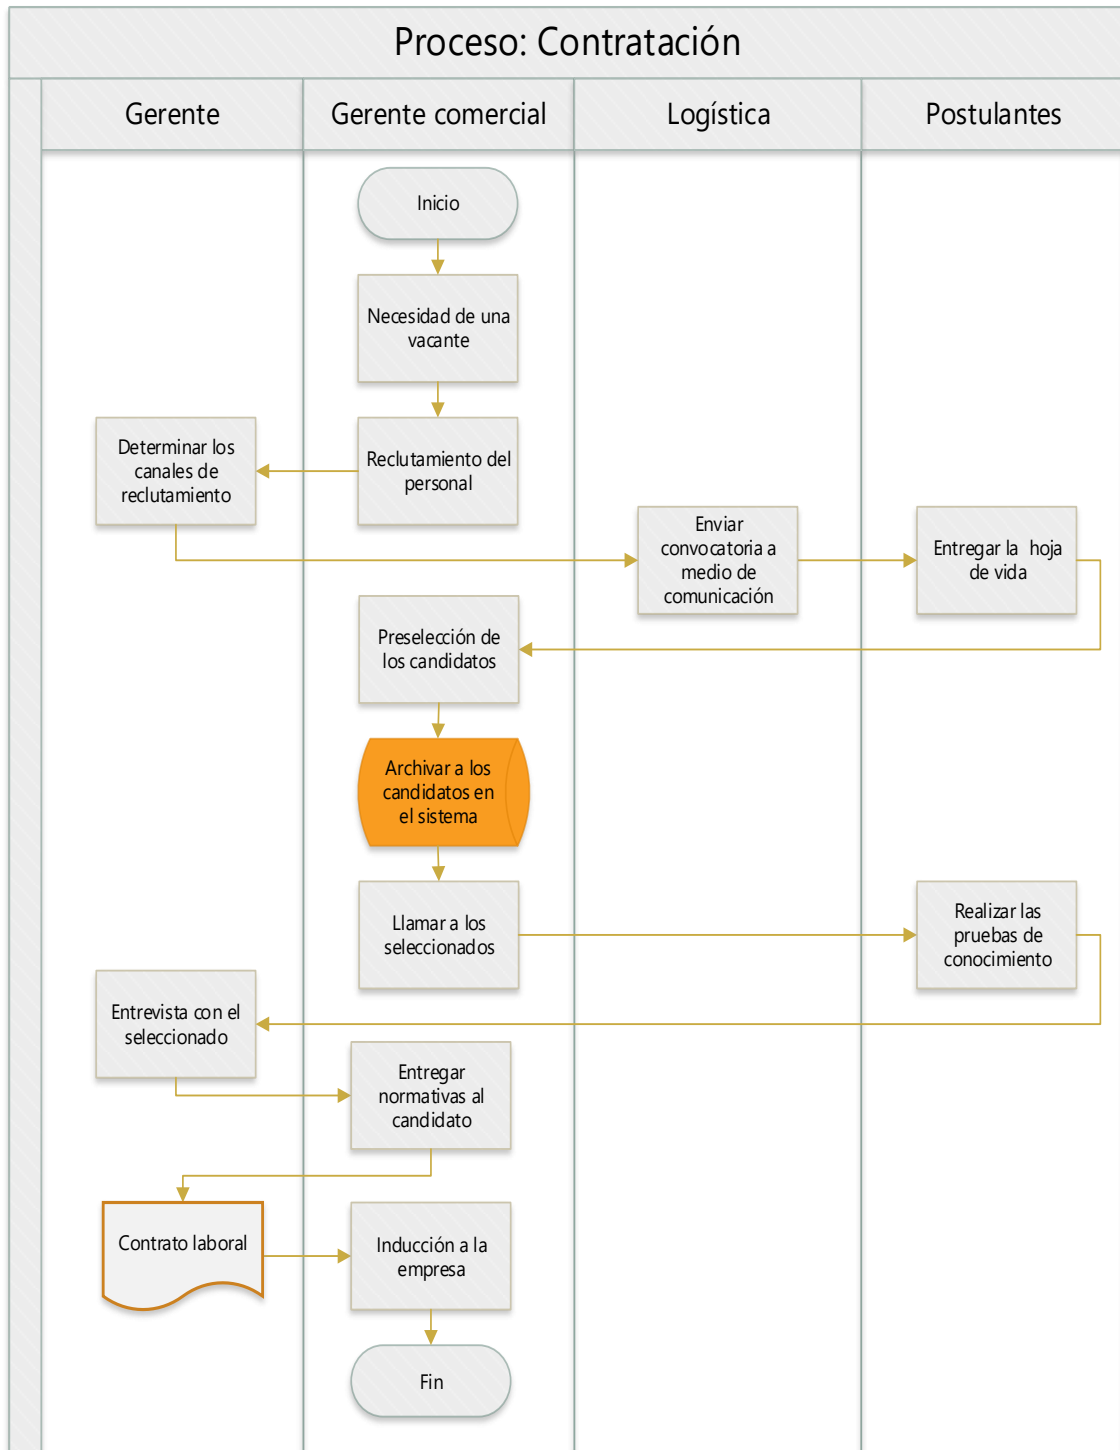 Proceso: Contratación
Gerente
Gerente comercial
Logística
Postulantes
Inicio
Necesidad de una
vacante
Reclutamiento del
personal
Determinar los
canales de
reclutamiento
Enviar
convocatoria a
medio de
comunicación
Entregar la hoja
de vida
Preselección de
los candidatos
Archivar a los
candidatos en
el sistema
Llamar a los
seleccionados
Realizar las
pruebas de
conocimiento
Entrevista con el
seleccionado
Entregar
normativas al
candidato
Contrato laboral
Inducción a la
empresa
Fin